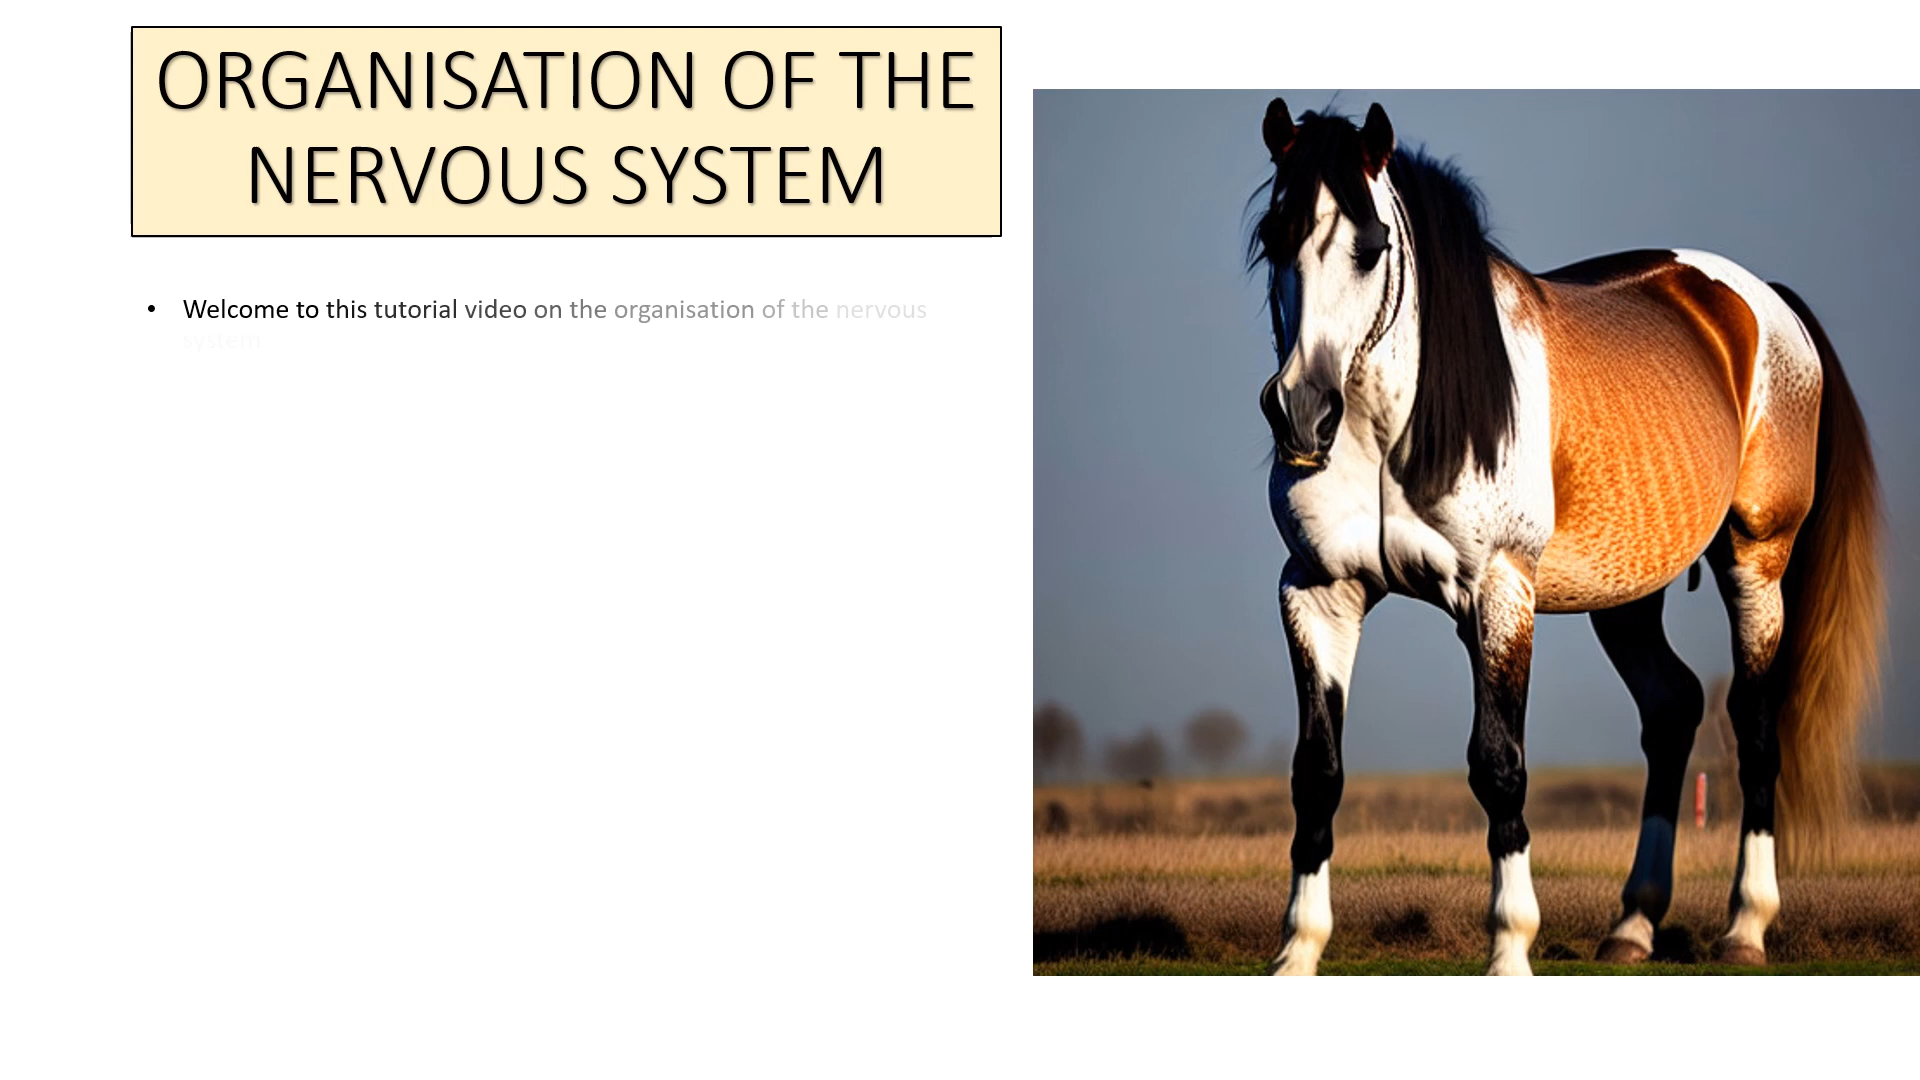 ORGANISATION OF THE
NERVOUS SYSTEM
• Welcome to this tutorial video on the organisation of the nervous
system